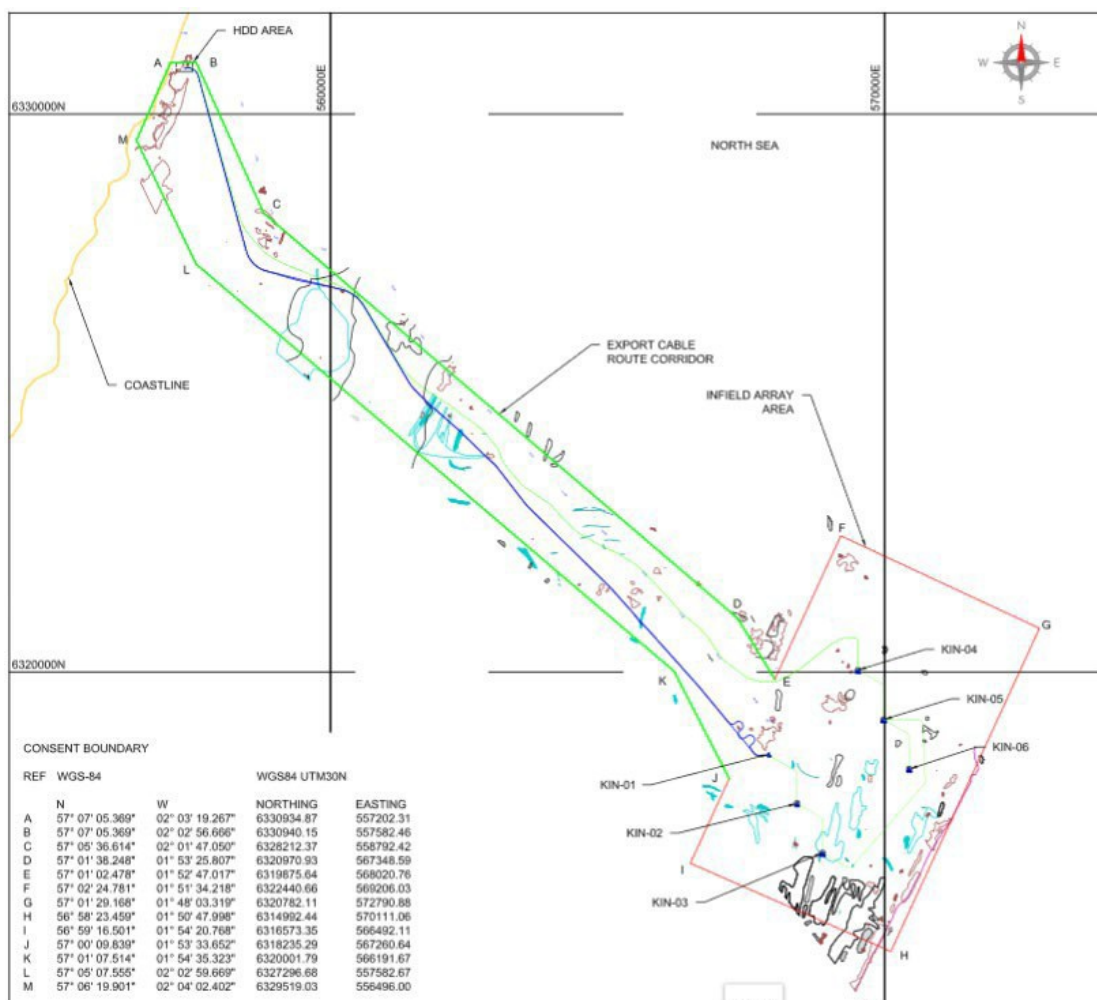 HDD AREA
A
B
N
W
E
S
560000E
570000E
6330000N
M
NORTH SEA
C
L
COASTLINE
EXPORT CABLE
ROUTE CORRIDOR
INFIELD ARRAY
AREA
F
D
G
6320000N
K
E
KIN-04
KIN-05
KIN-06
J
KIN-01
KIN-02
I
KIN-03
H
CONSENT BOUNDARY
REF WGS-84 WGS84 UTM30N
N W NORTHING EASTING
A 57° 07' 05.369" 02° 03' 19.267" 6330934.87 557202.31
B 57° 07' 05.369" 02° 02' 56.666" 6330940.15 557582.46
C 57° 05' 36.614" 02° 01' 47.050" 6328212.37 558792.42
D 57° 01' 38.248" 01° 53' 25.807" 6320970.93 567348.59
E 57° 01' 02.478" 01° 52' 47.017" 6319875.64 568020.76
F 57° 02' 24.781" 01° 51' 34.218" 6322440.66 569206.03
G 57° 01' 29.168" 01° 48' 03.319" 6320782.11 572790.88
H 56° 58' 23.459" 01° 50' 47.998" 6314992.44 570111.06
I 56° 59' 16.501" 01° 54' 20.768" 6316573.35 566492.11
J 57° 00' 09.839" 01° 53' 33.652" 6318235.29 567260.64
K 57° 01' 07.514" 01° 54' 35.323" 6320001.79 566191.67
L 57° 05' 07.555" 02° 02' 59.669" 6327296.68 557582.67
M 57° 06' 19.901" 02° 04' 02.402" 6329519.03 556496.00